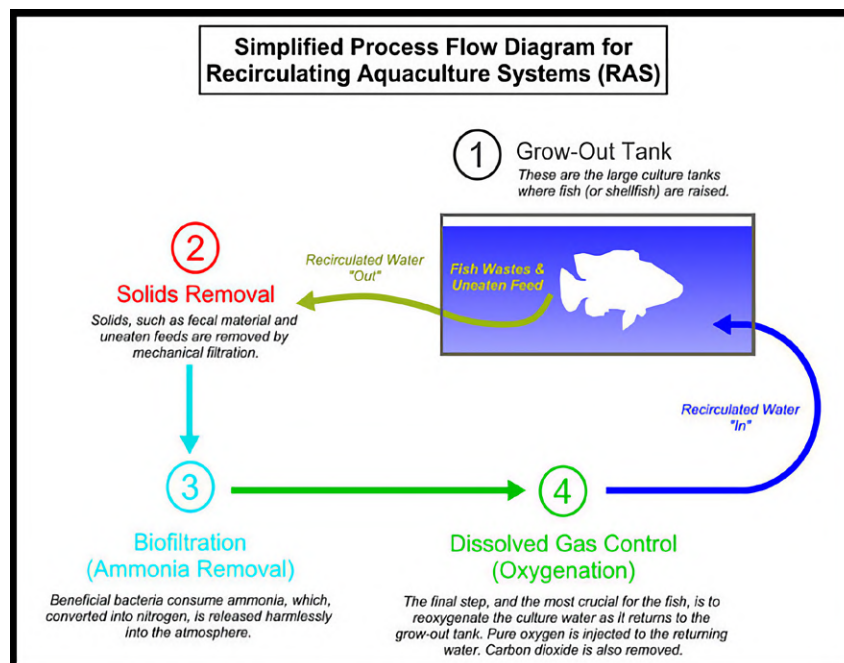 Simplified Process Flow Diagram for
Recirculating Aquaculture Systems (RAS)
1
Grow-Out Tank
These are the large culture tanks
where fish (or shellfish) are raised.
Recirculated Water
"Out"
Fish Wastes &
Uneaten Feed
2
Solids Removal
Solids, such as fecal material and
uneaten feeds are removed by
mechanical filtration.
Recirculated Water
"In"
3
Biofiltration
(Ammonia Removal)
Beneficial bacteria consume ammonia, which,
converted into nitrogen, is released harmlessly
into the atmosphere.
4
Dissolved Gas Control
(Oxygenation)
The final step, and the most crucial for the fish, is to
reoxygenate the culture water as it returns to the
grow-out tank. Pure oxygen is injected to the returning
water. Carbon dioxide is also removed.